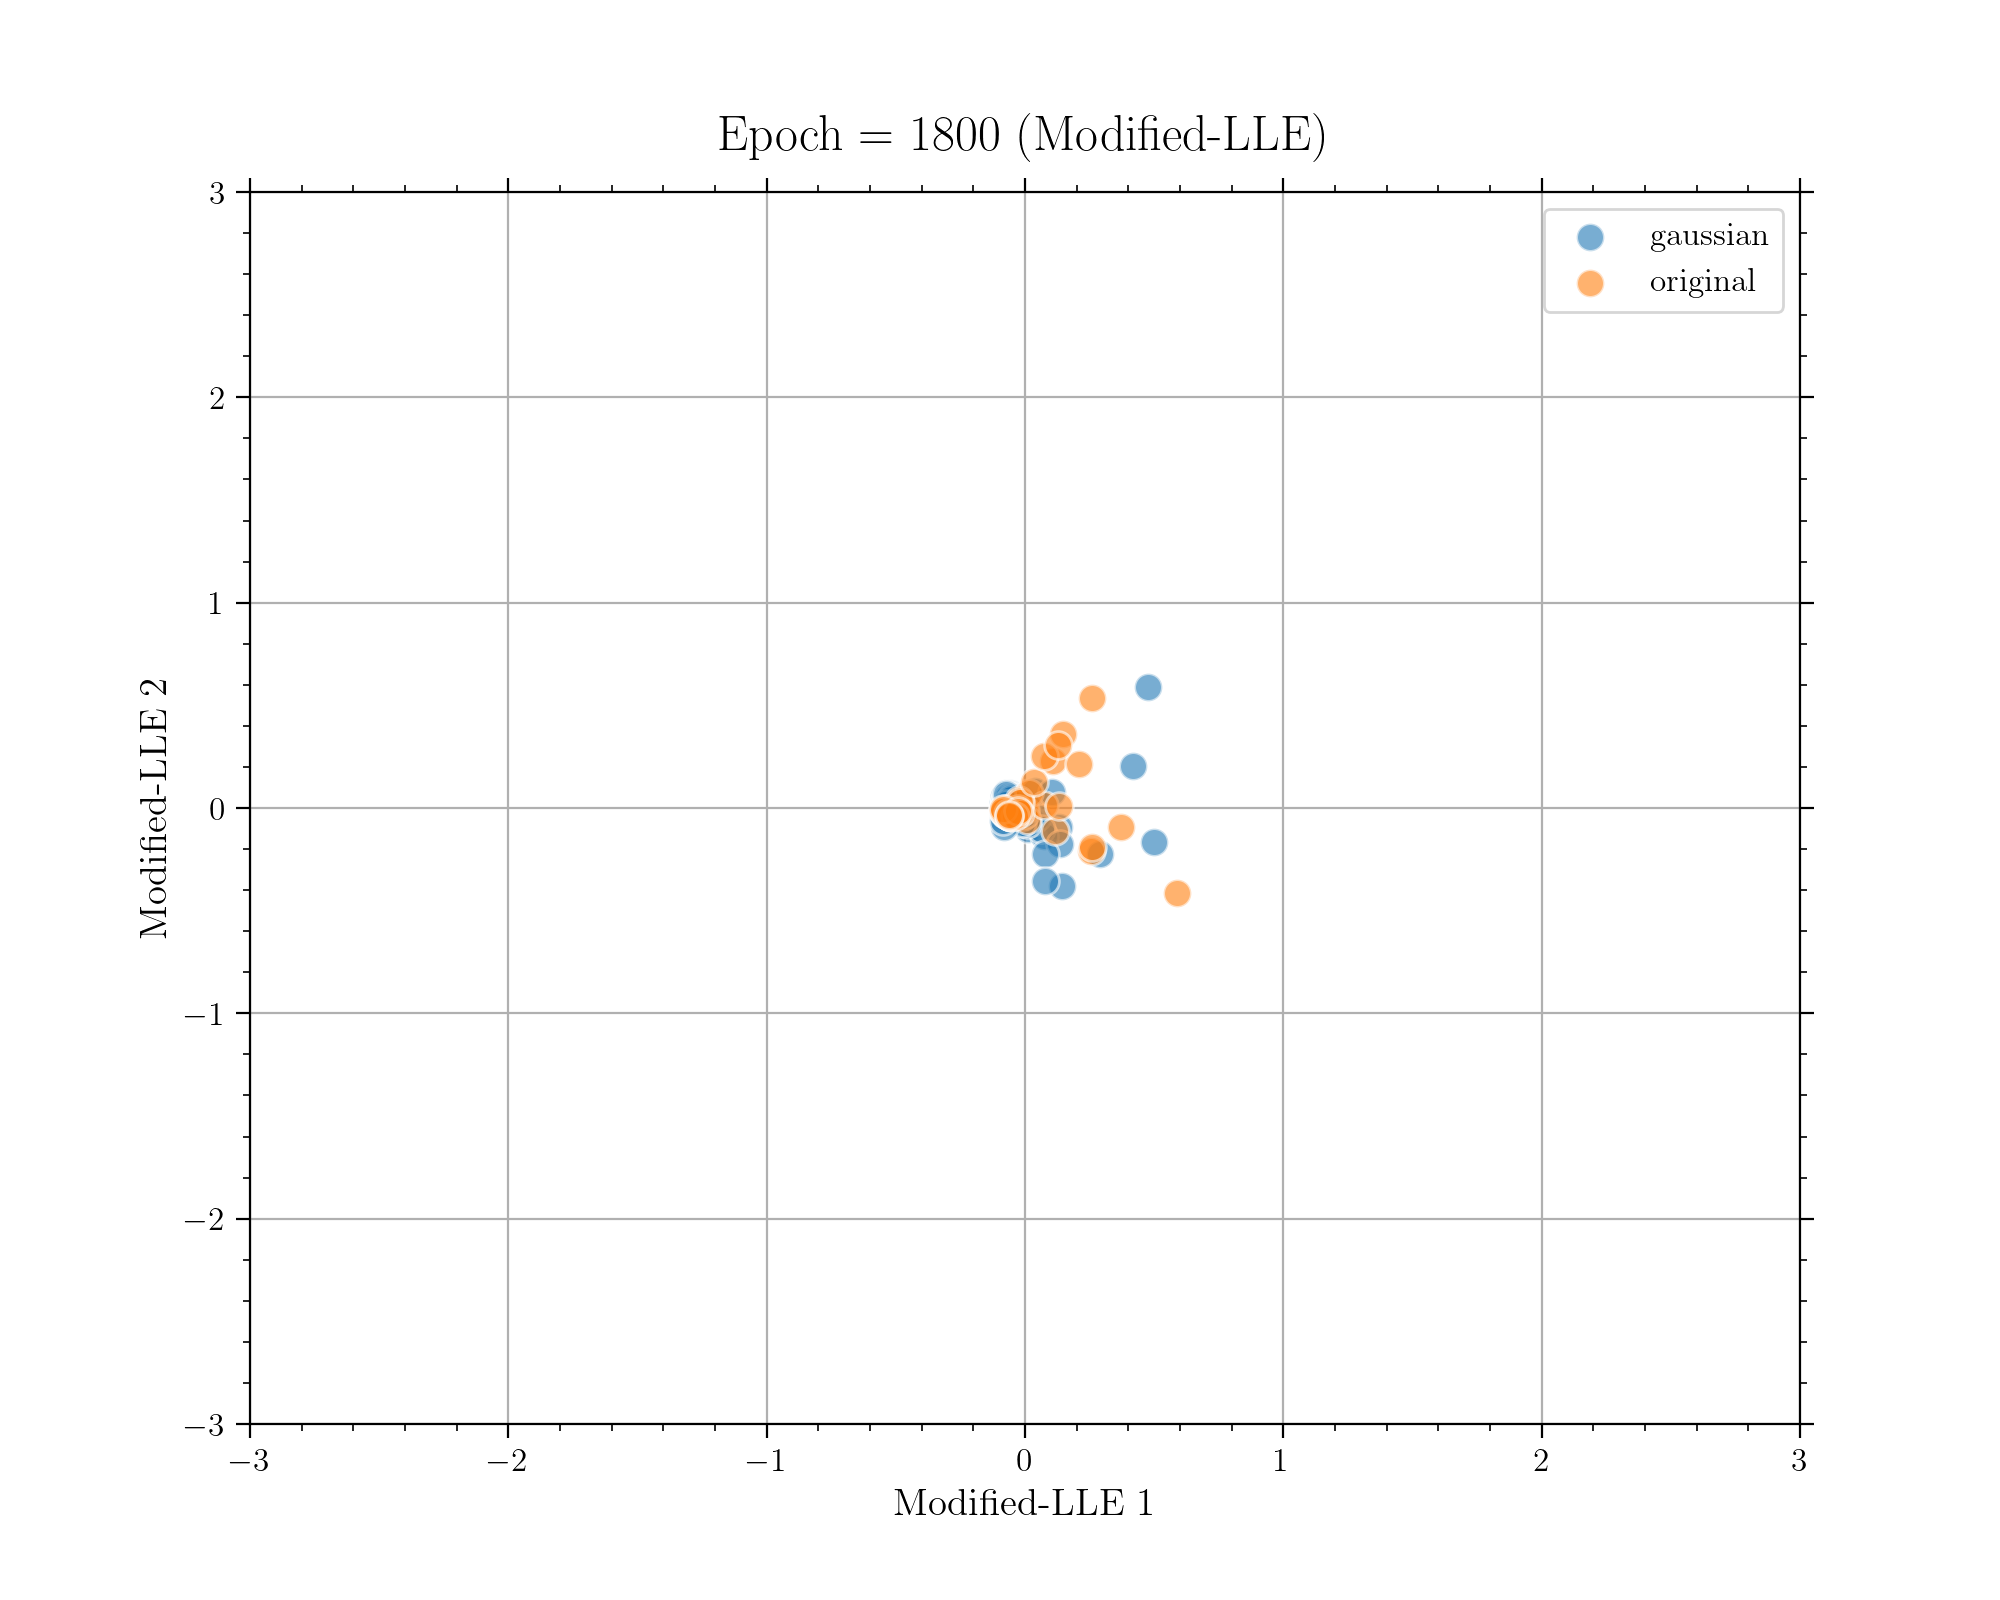 Epoch = 1800 (Modified-LLE)
gaussian
original
3
2
1
0
−1
−2
−3
Modified-LLE 2
−3 −2 −1 0 1 2 3
Modified-LLE 1